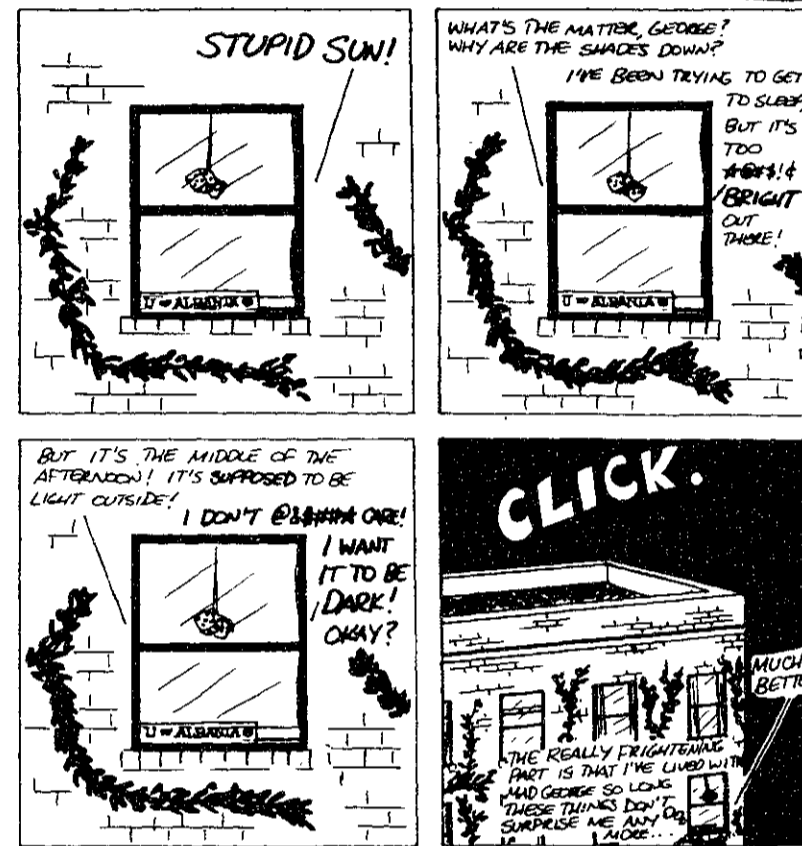 STUPID SUN!
U ALBANIA
WHAT'S THE MATTER, GEORGE?
WHY ARE THE SHADES DOWN?
I'VE BEEN TRYING TO GET
TO SLEEP,
BUT IT'S
TOO
#@#$!¢
BRIGHT
OUT
THERE!
U ALBANIA
BUT IT'S THE MIDDLE OF THE
AFTERNOON! IT'S SUPPOSED TO BE
LIGHT OUTSIDE!
I DON'T @&$### CARE!
I WANT
IT TO BE
DARK!
OKAY?
U ALBANIA
CLICK.
MUCH
THE REALLY FRIGHTENING
PART IS THAT I'VE LIVED WITH
MAD GEORGE SO LONG
THESE THINGS DON'T
SURPRISE ME ANY
MORE...